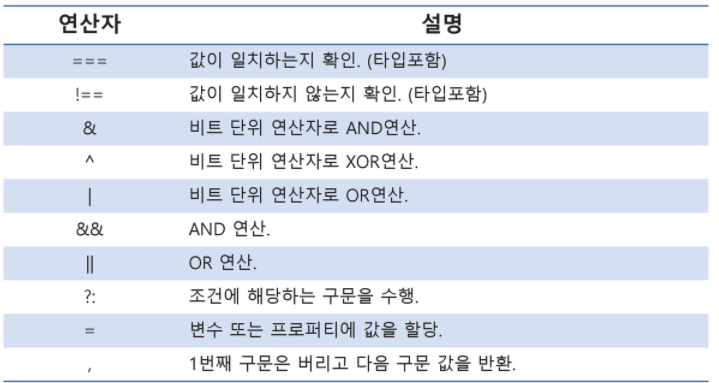 연산자 설명
=== 값이 일치하는지 확인. (타입포함)
!== 값이 일치하지 않는지 확인. (타입포함)
& 비트 단위 연산자로 AND연산.
^ 비트 단위 연산자로 XOR연산.
| 비트 단위 연산자로 OR연산.
&& AND 연산.
|| OR 연산.
?: 조건에 해당하는 구문을 수행.
= 변수 또는 프로퍼티에 값을 할당.
, 1번째 구문은 버리고 다음 구문 값을 반환.